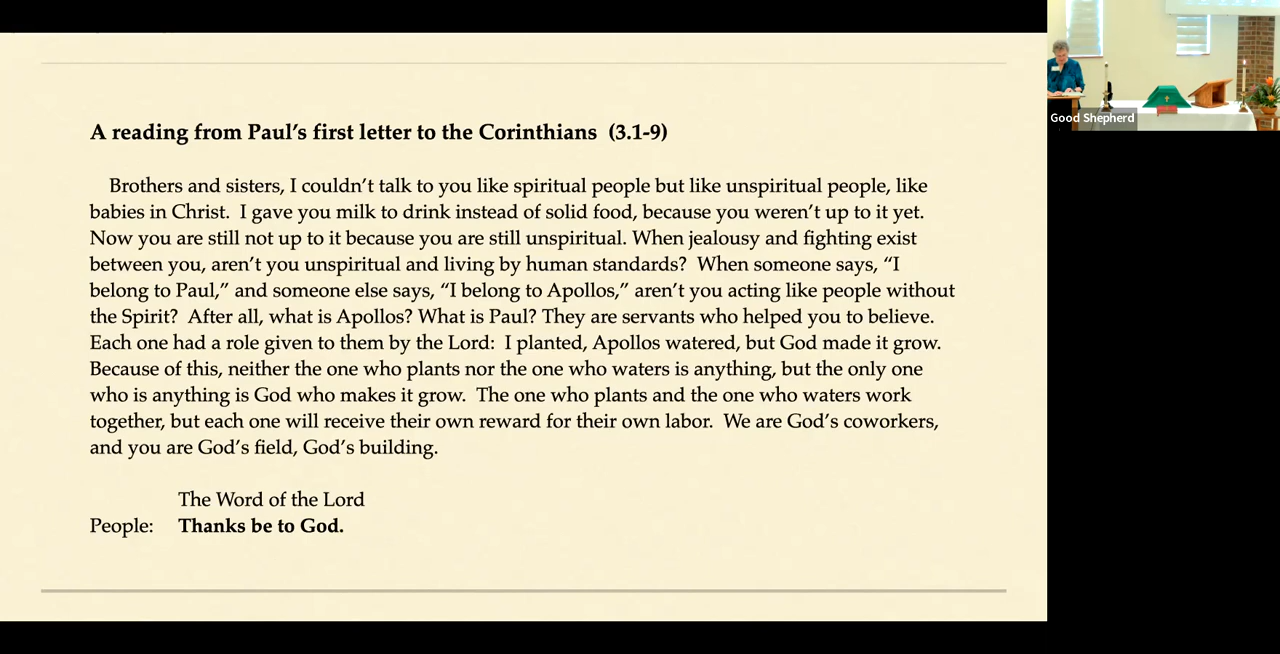 A reading from Paul’s first letter to the Corinthians  (3.1-9)
Brothers and sisters, I couldn’t talk to you like spiritual people but like unspiritual people, like
babies in Christ.  I gave you milk to drink instead of solid food, because you weren’t up to it yet.
Now you are still not up to it because you are still unspiritual. When jealousy and fighting exist
between you, aren’t you unspiritual and living by human standards?  When someone says, “I
belong to Paul,” and someone else says, “I belong to Apollos,” aren’t you acting like people without
the Spirit?  After all, what is Apollos? What is Paul? They are servants who helped you to believe.
Each one had a role given to them by the Lord:  I planted, Apollos watered, but God made it grow.
Because of this, neither the one who plants nor the one who waters is anything, but the only one
who is anything is God who makes it grow.  The one who plants and the one who waters work
together, but each one will receive their own reward for their own labor.  We are God’s coworkers,
and you are God’s field, God’s building.
The Word of the Lord
People:    Thanks be to God.
Good Shepherd